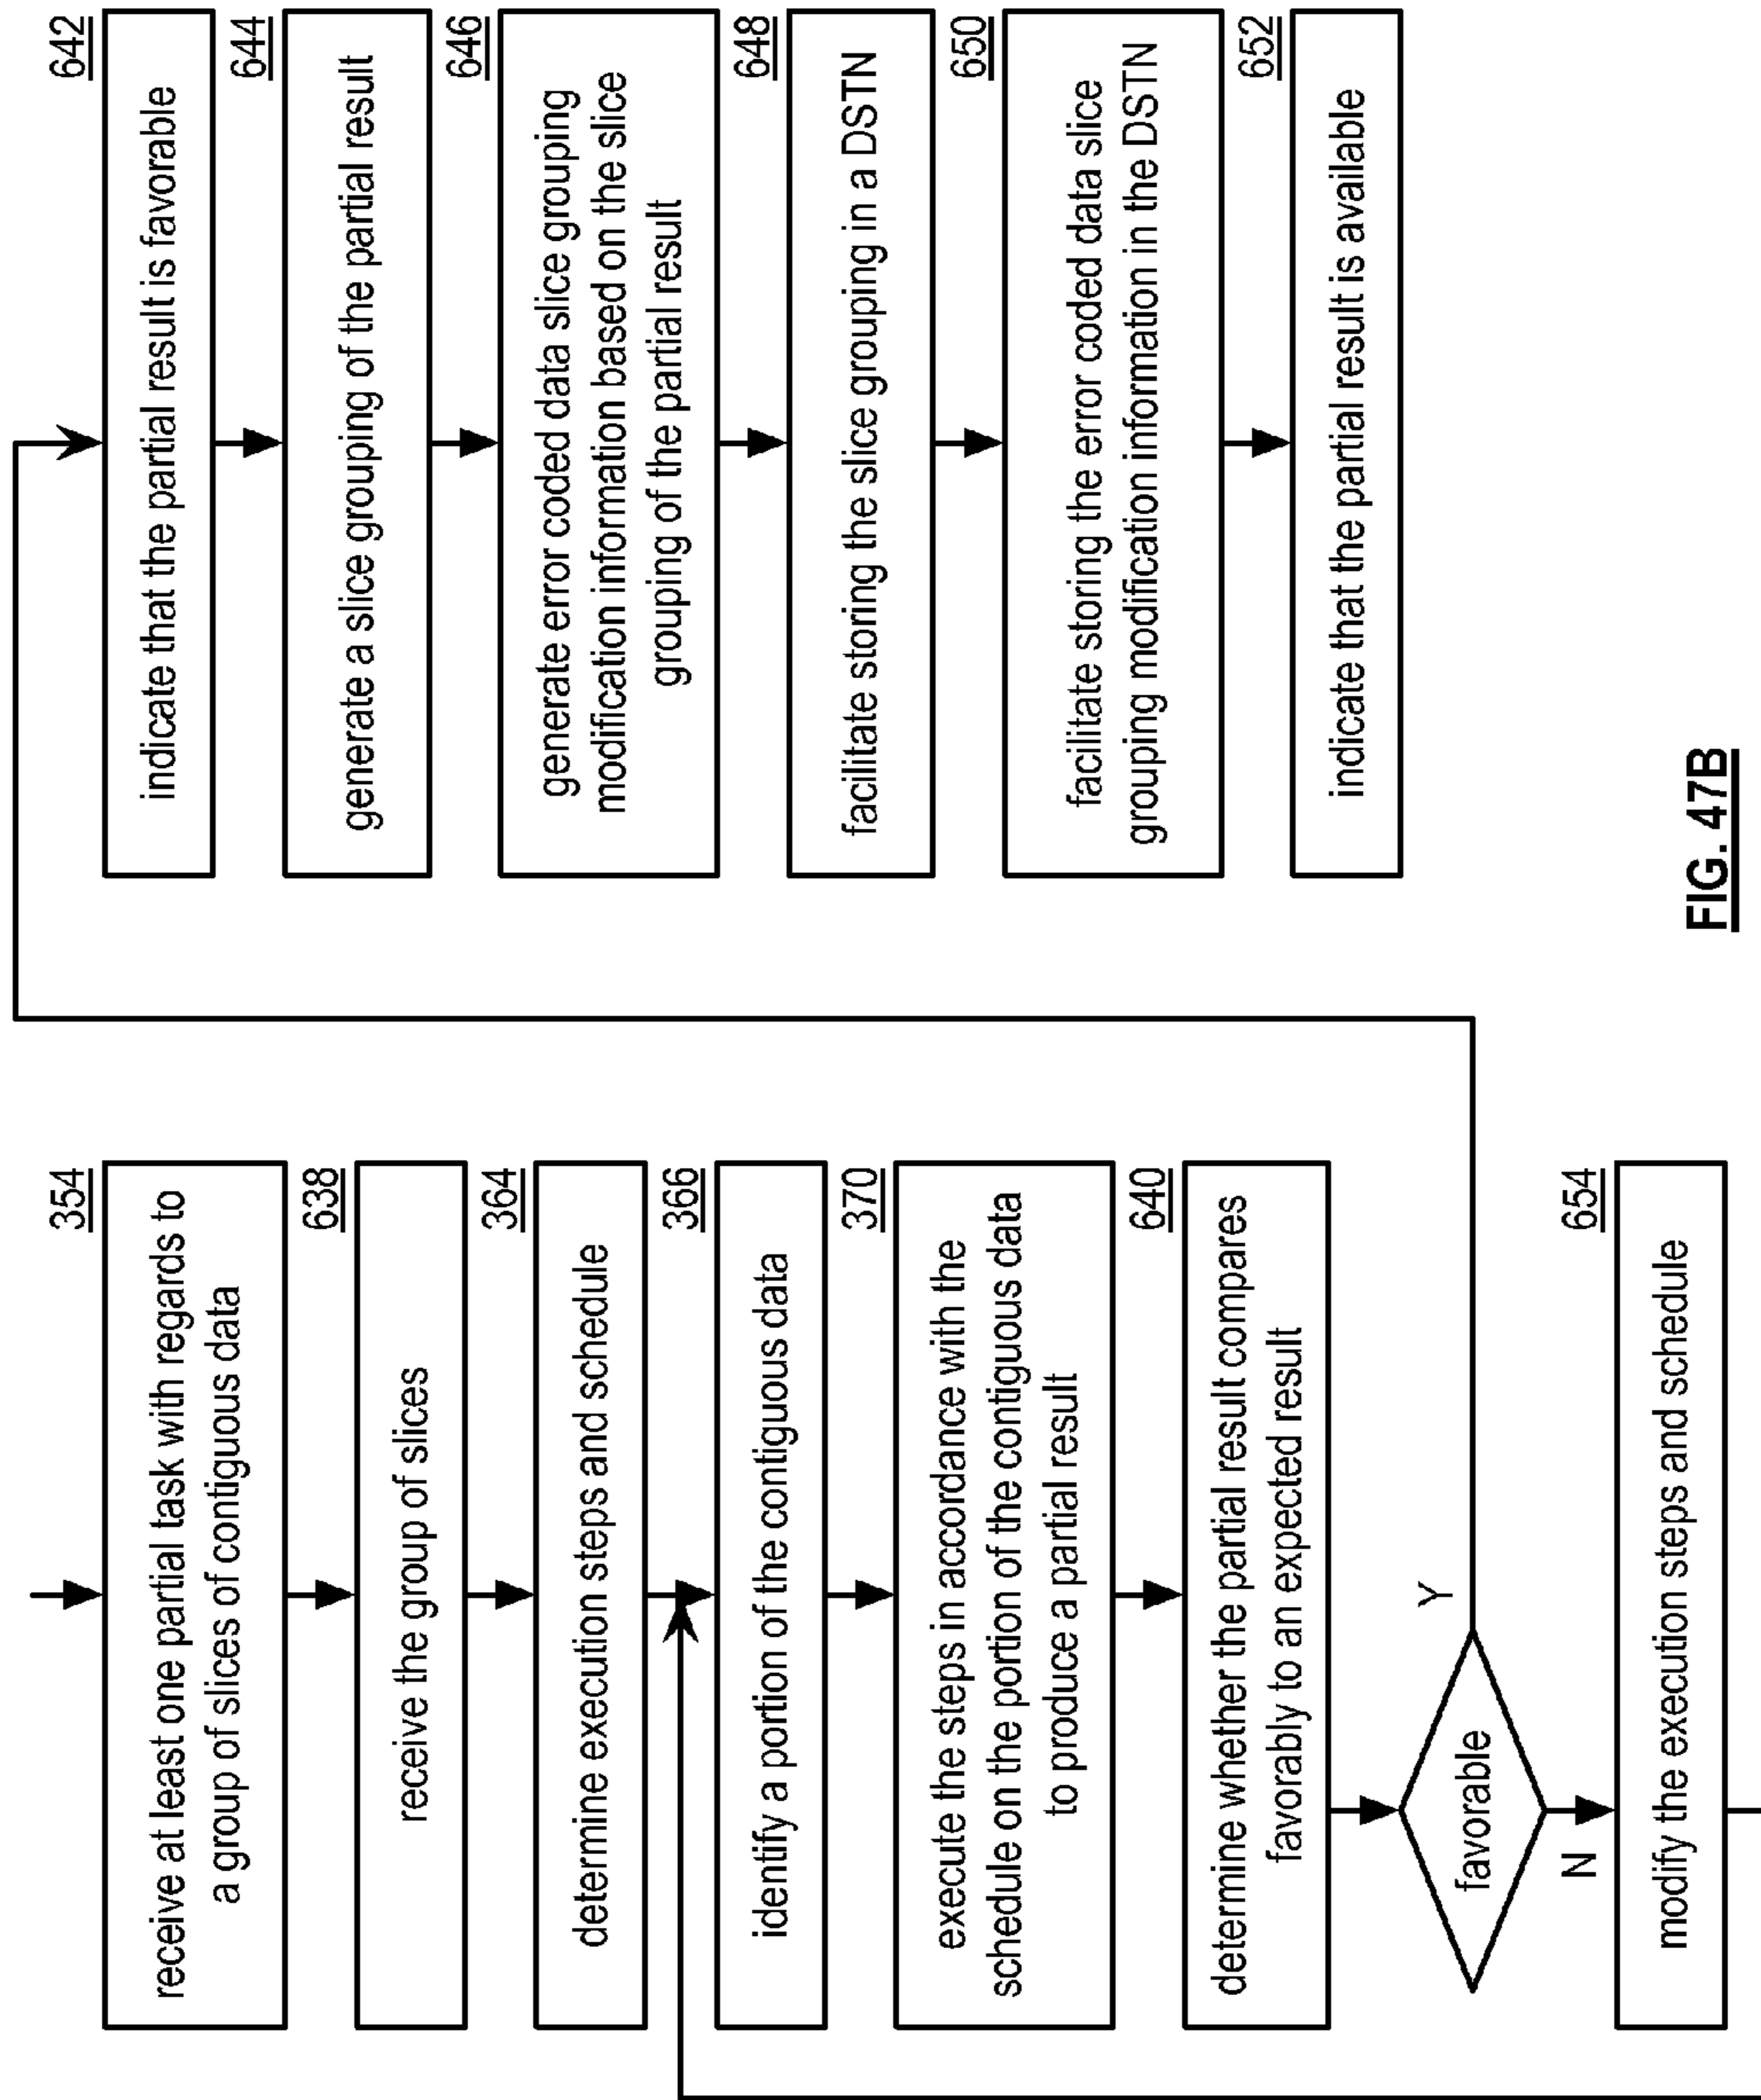 354
receive at least one partial task with regards to
a group of slices of contiguous data
638
receive the group of slices
364
determine execution steps and schedule
366
identify a portion of the contiguous data
370
execute the steps in accordance with the
schedule on the portion of the contiguous data
to produce a partial result
640
determine whether the partial result compares
favorably to an expected result
favorable
Y
N
654
modify the execution steps and schedule
642
indicate that the partial result is favorable
644
generate a slice grouping of the partial result
646
generate error coded data slice grouping
modification information based on the slice
grouping of the partial result
648
facilitate storing the slice grouping in a DSTN
650
facilitate storing the error coded data slice
grouping modification information in the DSTN
652
indicate that the partial result is available
FIG. 47B